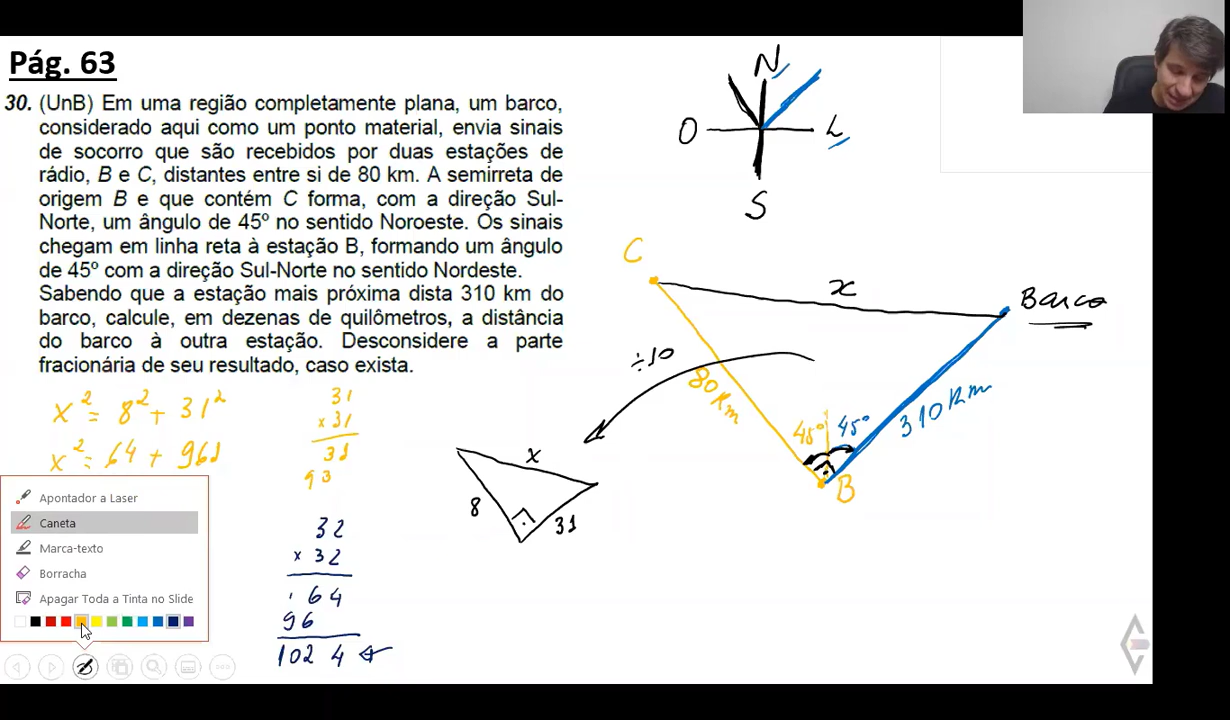 Pág. 63
30. (UnB) Em uma região completamente plana, um barco,
considerado aqui como um ponto material, envia sinais
de socorro que são recebidos por duas estações de
rádio, B e C, distantes entre si de 80 km. A semirreta de
origem B e que contém C forma, com a direção Sul-
Norte, um ângulo de 45º no sentido Noroeste. Os sinais
chegam em linha reta à estação B, formando um ângulo
de 45º com a direção Sul-Norte no sentido Nordeste.
Sabendo que a estação mais próxima dista 310 km do
barco, calcule, em dezenas de quilômetros, a distância
do barco à outra estação. Desconsidere a parte
fracionária de seu resultado, caso exista.
x² = 8² + 31²
x² = 64 + 961
31
x 31
31
93
32
x 32
64
96
1024
N
O
L
S
C
x
Barco
÷10
80 Km
45°
45°
310 Km
B
x
8
31
Apontador a Laser
Caneta
Marca-texto
Borracha
Apagar Toda a Tinta no Slide